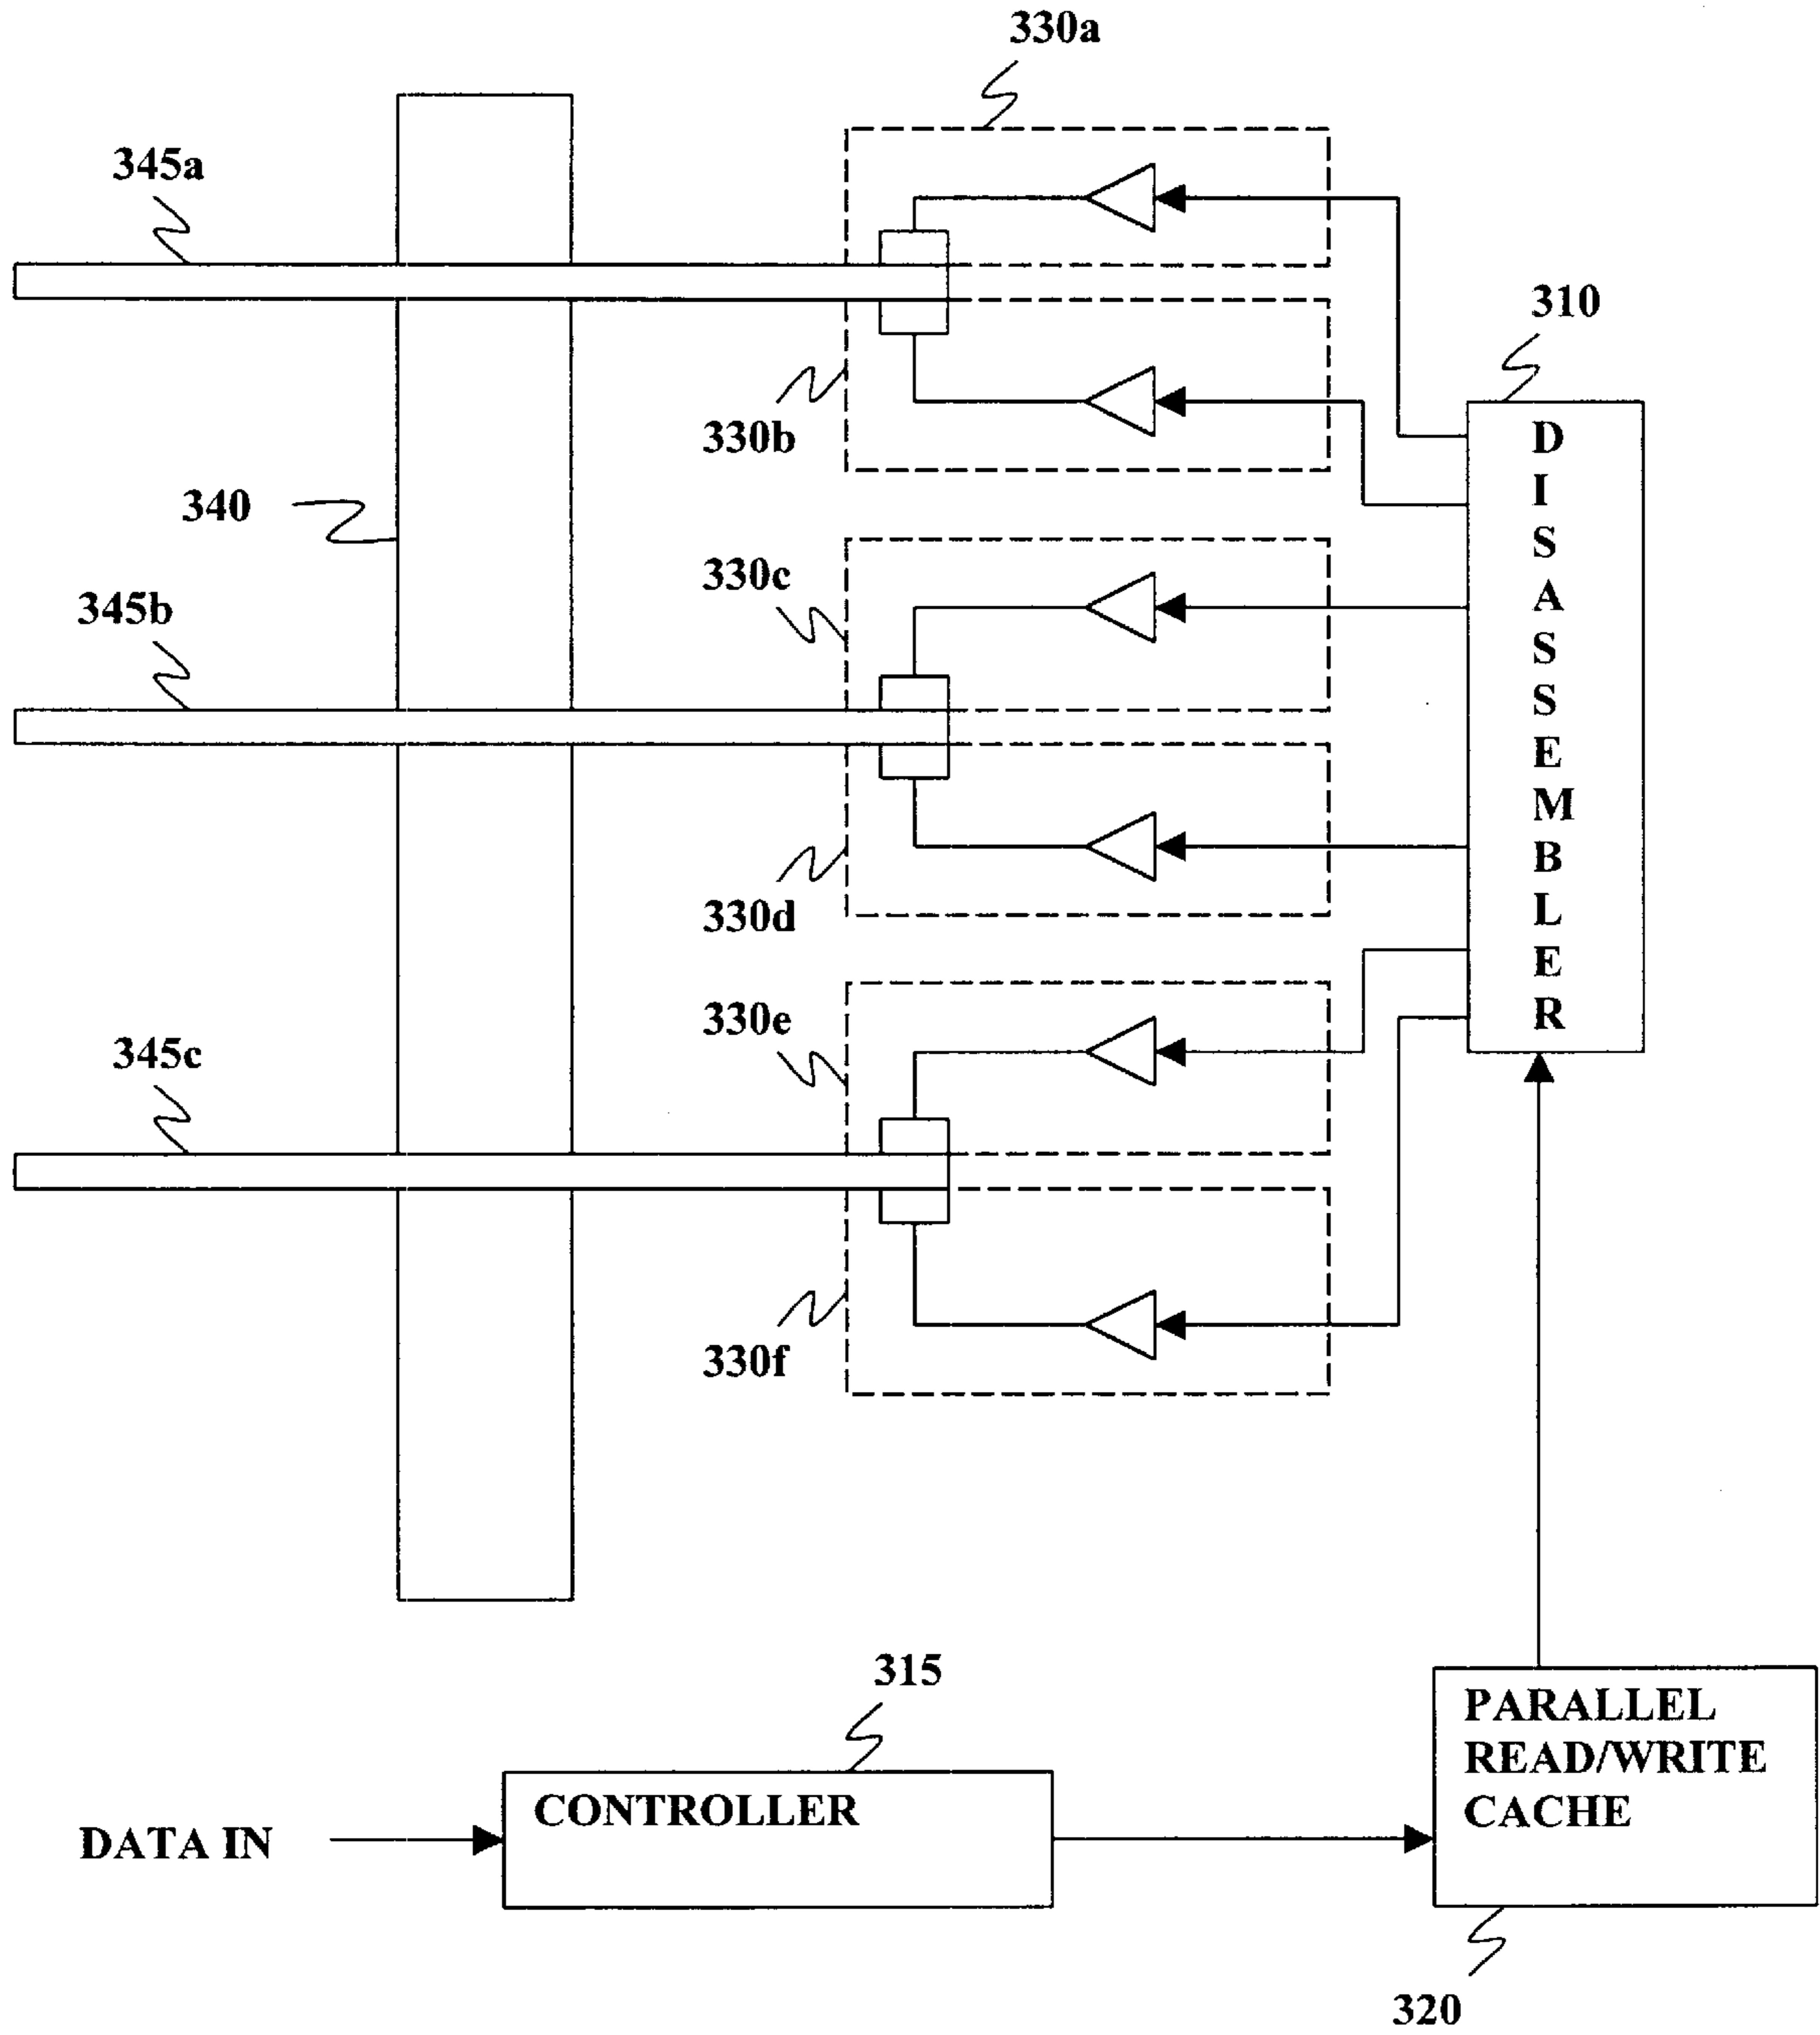 330a
345a
310
330b
340
330c
345b
DISASSEMBLER
330d
330e
345c
330f
315
PARALLEL
READ/WRITE
CACHE
CONTROLLER
DATA IN
320